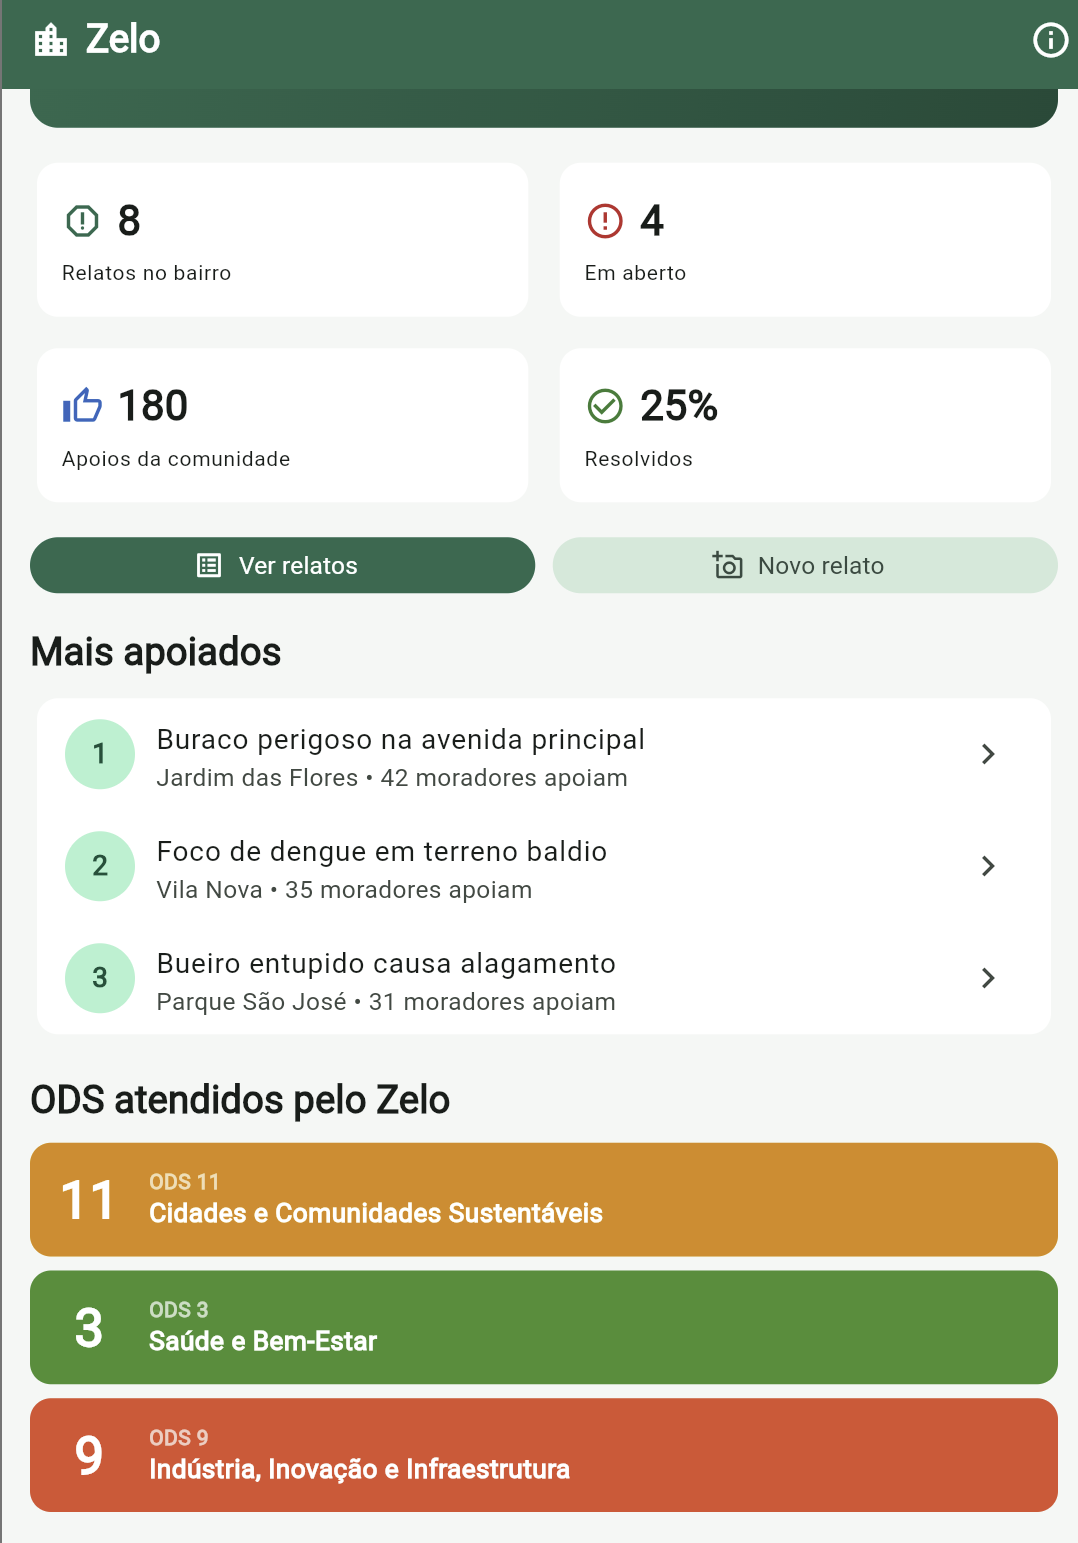 Zelo
8
Relatos no bairro
4
Em aberto
180
Apoios da comunidade
25%
Resolvidos
Ver relatos
Novo relato
Mais apoiados
1
Buraco perigoso na avenida principal
Jardim das Flores • 42 moradores apoiam
2
Foco de dengue em terreno baldio
Vila Nova • 35 moradores apoiam
3
Bueiro entupido causa alagamento
Parque São José • 31 moradores apoiam
ODS atendidos pelo Zelo
11
ODS 11
Cidades e Comunidades Sustentáveis
3
ODS 3
Saúde e Bem-Estar
9
ODS 9
Indústria, Inovação e Infraestrutura